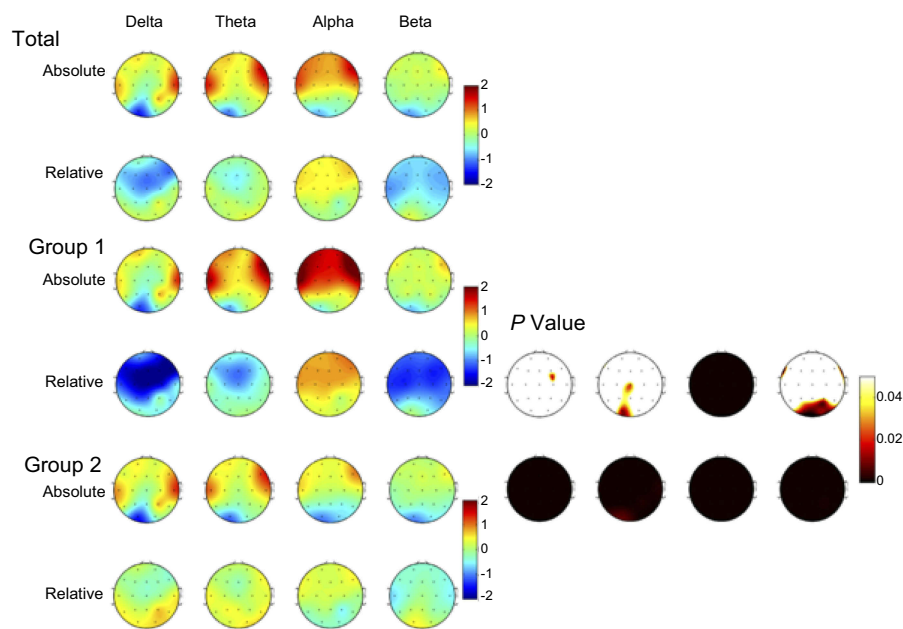 Delta Theta Alpha Beta
Total
Absolute
2
1
0
-1
-2
Relative
Group 1
Absolute
2
1
0
-1
-2
Relative
P Value
0.04
0.02
0
Group 2
Absolute
2
1
0
-1
-2
Relative